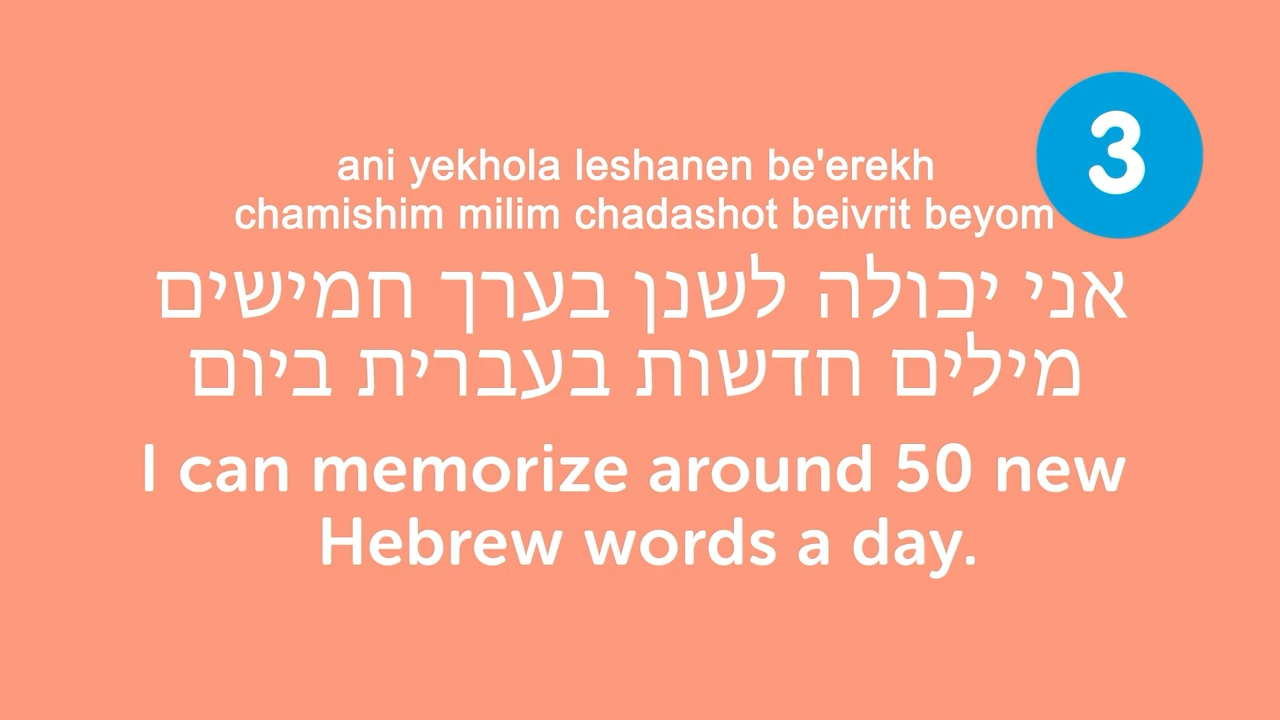 3
ani yekhola leshanen be'erekh
chamishim milim chadashot beivrit beyom
אני יכולה לשנן בערך חמישים
מילים חדשות בעברית ביום
I can memorize around 50 new
Hebrew words a day.